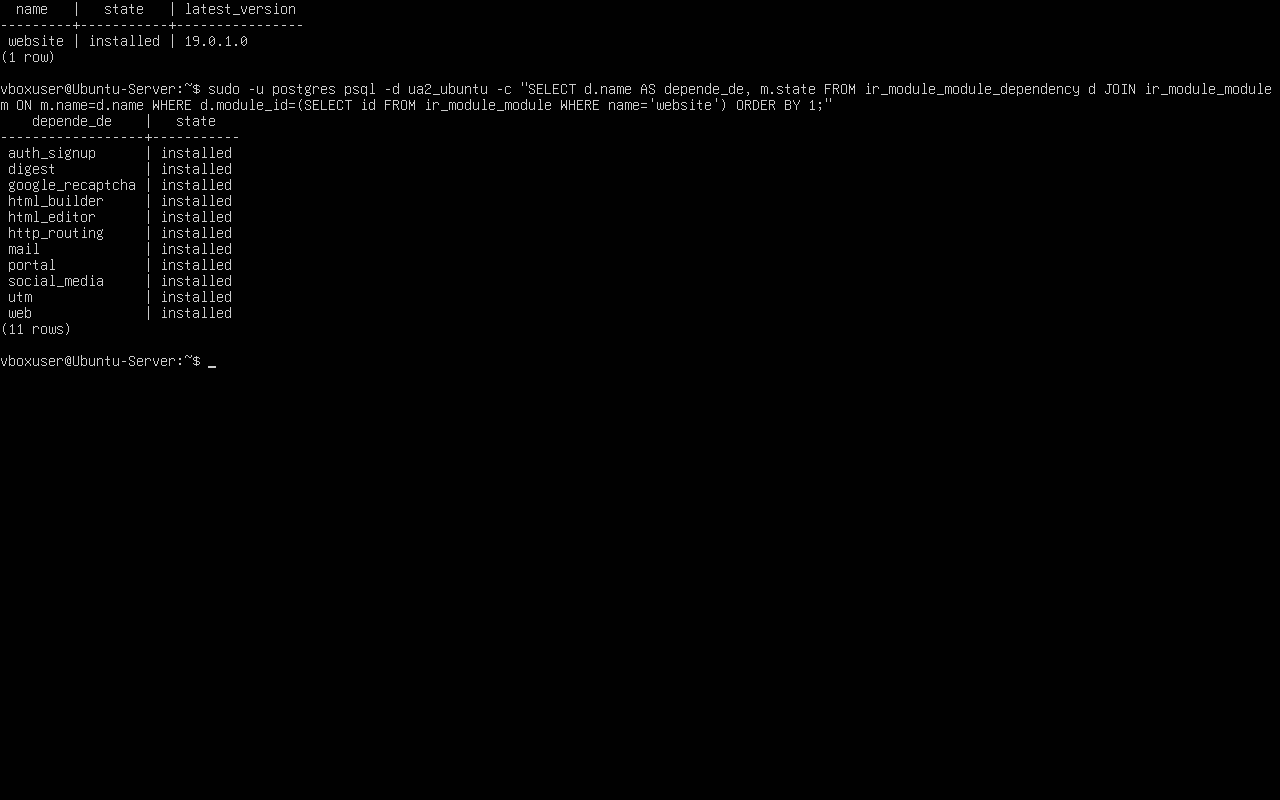 name   |   state   | latest_version
---------+-----------+----------------
 website | installed | 19.0.1.0
(1 row)

vboxuser@Ubuntu-Server:~$ sudo -u postgres psql -d ua2_ubuntu -c "SELECT d.name AS depende_de, m.state FROM ir_module_module_dependency d JOIN ir_module_module
m ON m.name=d.name WHERE d.module_id=(SELECT id FROM ir_module_module WHERE name='website') ORDER BY 1;"
    depende_de    |   state
------------------+-----------
 auth_signup      | installed
 digest           | installed
 google_recaptcha | installed
 html_builder     | installed
 html_editor      | installed
 http_routing     | installed
 mail             | installed
 portal           | installed
 social_media     | installed
 utm              | installed
 web              | installed
(11 rows)

vboxuser@Ubuntu-Server:~$ _